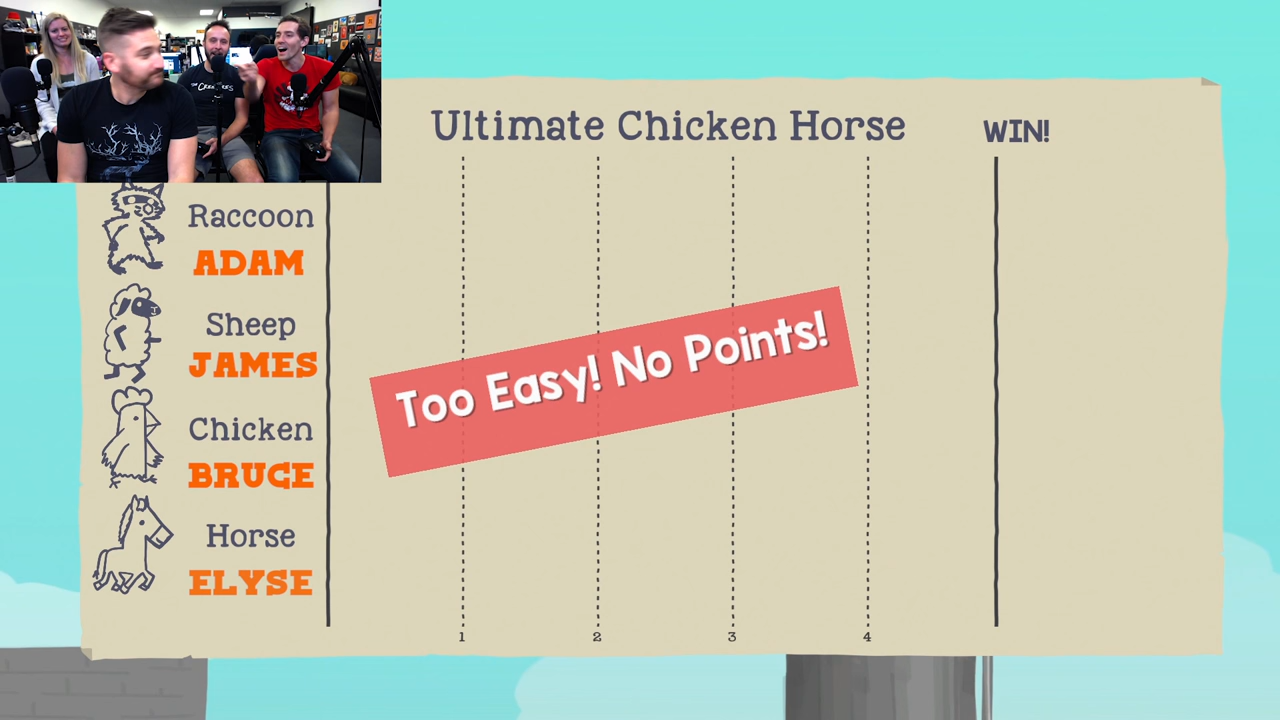 Ultimate Chicken Horse
WIN!
Raccoon
ADAM
Sheep
JAMES
Chicken
BRUCE
Horse
ELYSE
Too Easy! No Points!
1
2
3
4